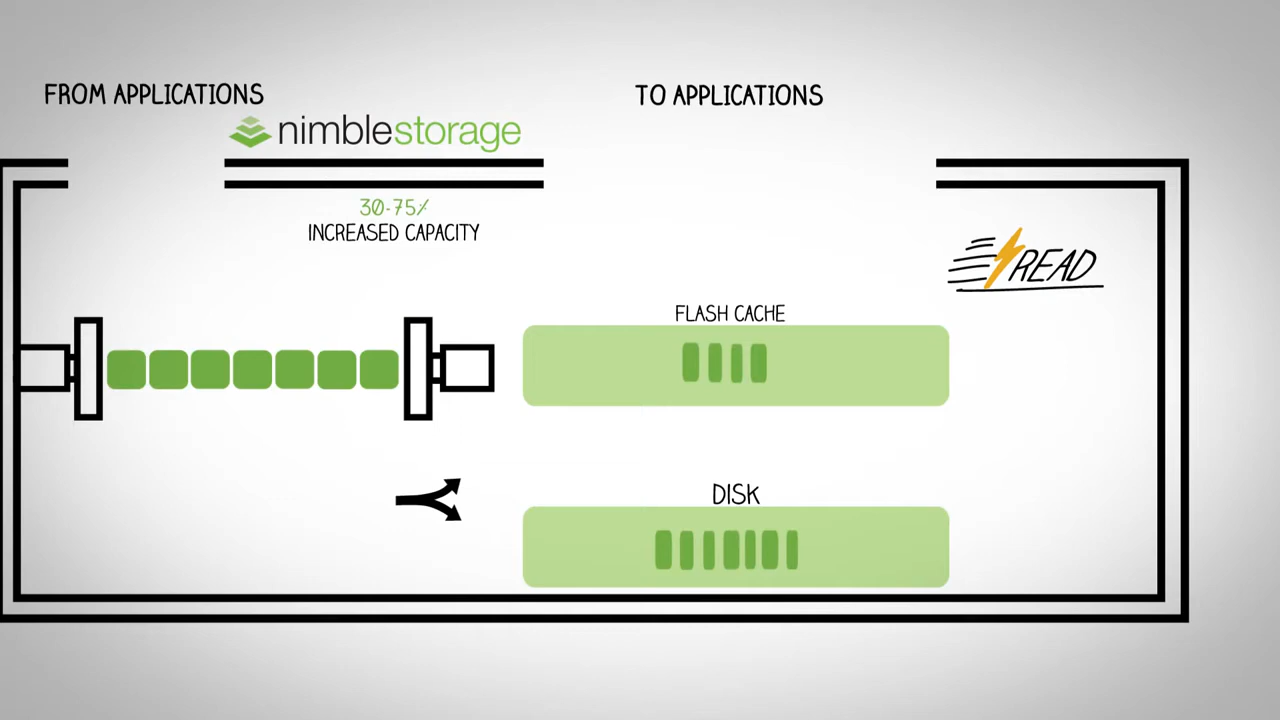 FROM APPLICATIONS
TO APPLICATIONS
nimblestorage
30-75%
INCREASED CAPACITY
READ
FLASH CACHE
DISK